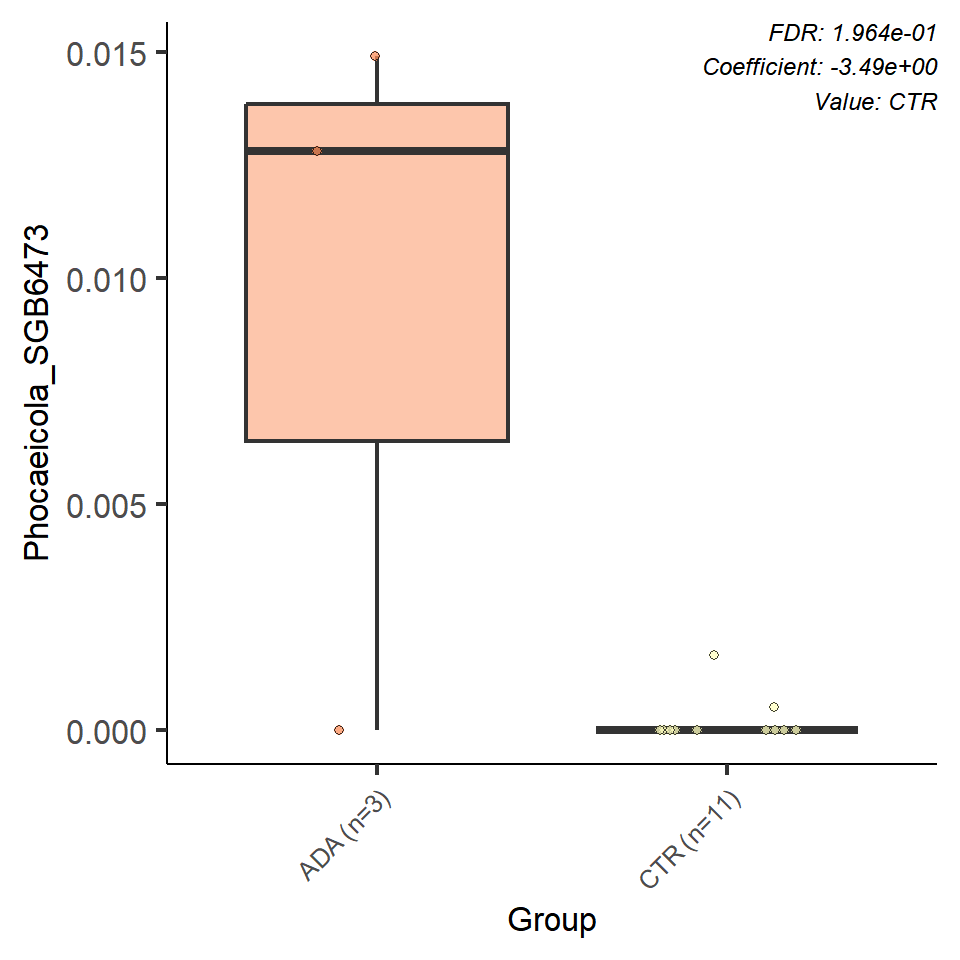 FDR: 1.964e-01
Coefficient: -3.49e+00
Value: CTR
Phocaeicola_SGB6473
0.015
0.010
0.005
0.000
ADA (n=3)
CTR (n=11)
Group